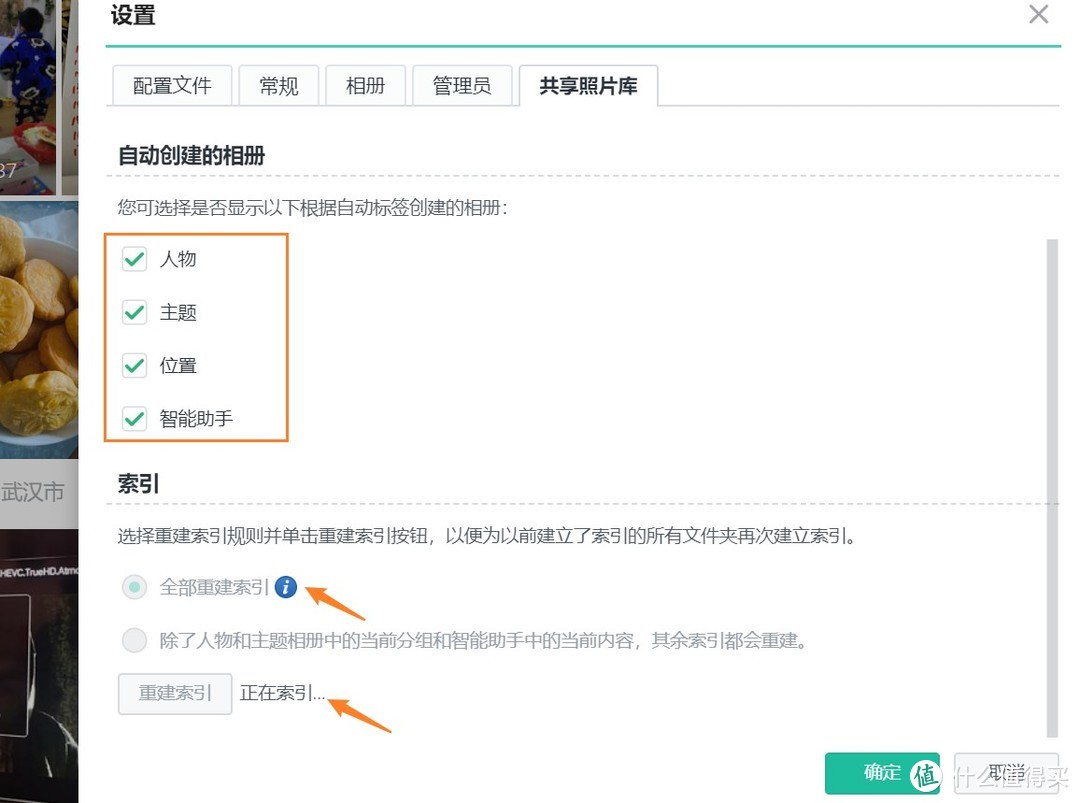 设置
配置文件
常规
相册
管理员
共享照片库
自动创建的相册
您可选择是否显示以下根据自动标签创建的相册：
人物
主题
位置
智能助手
37
武汉市
索引
选择重建索引规则并单击重建索引按钮，以便为以前建立了索引的所有文件夹再次建立索引。
HEVC.TrueHD.Atmo
全部重建索引
除了人物和主题相册中的当前分组和智能助手中的当前内容，其余索引都会重建。
重建索引
正在索引...
确定
取消
值 什么值得买